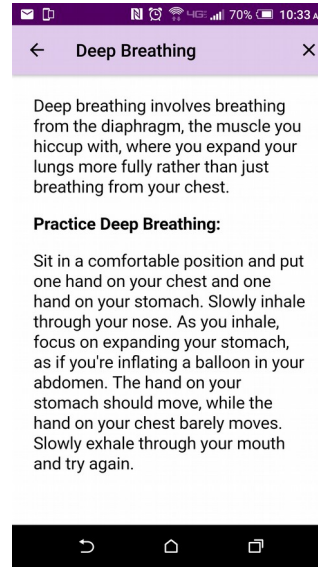 4G 70% 10:33 A
Deep Breathing
Deep breathing involves breathing
from the diaphragm, the muscle you
hiccup with, where you expand your
lungs more fully rather than just
breathing from your chest.
Practice Deep Breathing:
Sit in a comfortable position and put
one hand on your chest and one
hand on your stomach. Slowly inhale
through your nose. As you inhale,
focus on expanding your stomach,
as if you're inflating a balloon in your
abdomen. The hand on your
stomach should move, while the
hand on your chest barely moves.
Slowly exhale through your mouth
and try again.